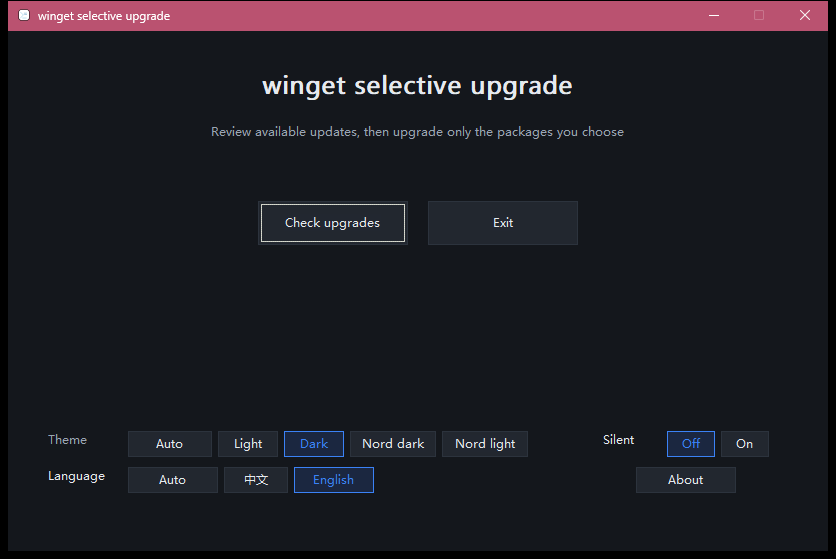 winget selective upgrade
winget selective upgrade
Review available updates, then upgrade only the packages you choose
Check upgrades Exit
Theme Auto Light Dark Nord dark Nord light Silent Off On
Language Auto 中文 English About